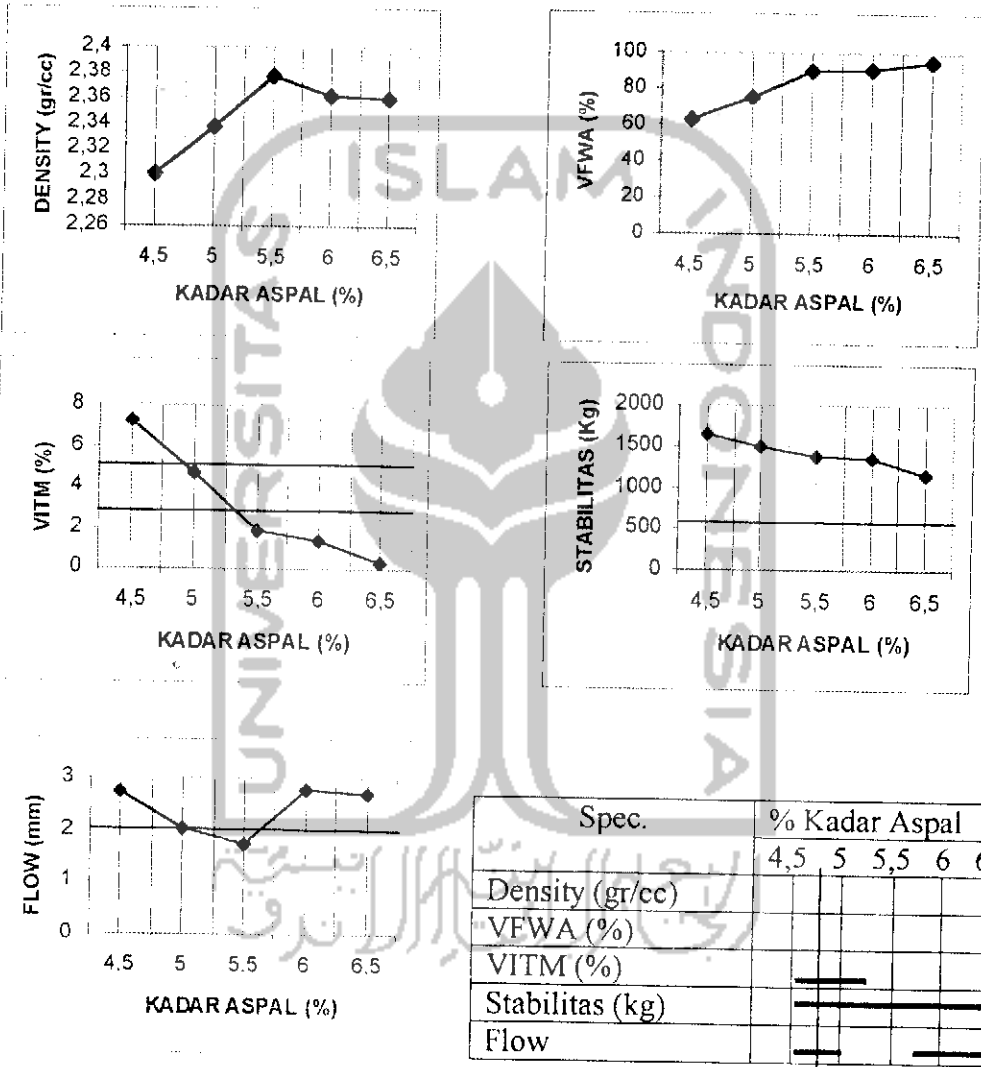 DENSITY (gr/cc)
2,4
2,38
2,36
2,34
2,32
2,3
2,28
2,26
4,5 5 5,5 6 6,5
KADAR ASPAL (%)
VFWA (%)
100
80
60
40
20
0
4,5 5 5,5 6 6,5
KADAR ASPAL (%)
VITM (%)
8
6
4
2
0
4,5 5 5,5 6 6,5
KADAR ASPAL (%)
STABILITAS (Kg)
2000
1500
1000
500
0
4,5 5 5,5 6 6,5
KADAR ASPAL (%)
FLOW (mm)
3
2
1
0
4.5 5 5.5 6 6,5
KADAR ASPAL (%)
Spec. % Kadar Aspal
4,5 5 5,5 6 6
Density (gr/cc)
VFWA (%)
VITM (%)
Stabilitas (kg)
Flow
UNIVERSITAS
ISLAM
INDONESIA